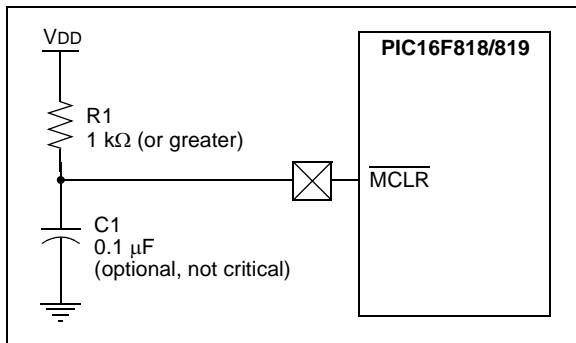 VDD
PIC16F818/819
R1
1 kΩ (or greater)
MCLR
C1
0.1 μF
(optional, not critical)